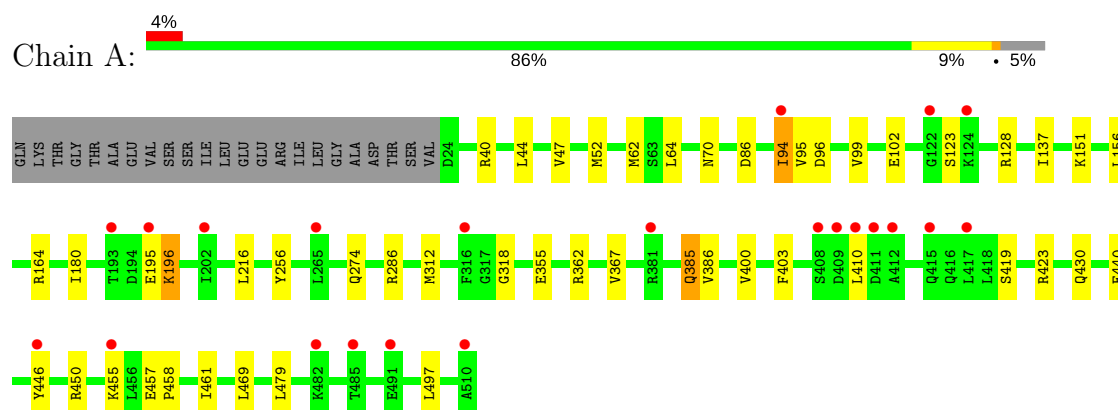 4%
Chain A:
86% 9% • 5%
GLN LYS THR GLY THR ALA GLU VAL SER SER ILE LEU GLU GLU ARG ILE LEU GLY ALA ASP THR SER VAL D24 R40 L44 V47 M52 M62 S63 L64 N70 D86 I94 V95 D96 V99 E102 G122 S123 K124 R128 I137 K151 L156
R164 I180 T193 D194 E195 K196 I202 L216 Y256 L265 Q274 R286 M312 F316 G317 G318 E355 R362 V367 R381 Q385 V386 V400 F403 S408 D409 L410 D411 A412 Q415 Q416 L417 L418 S419 R423 Q430 E440
Y446 R450 K455 L456 E457 P458 I461 L469 L479 K482 T485 E491 L497 A510